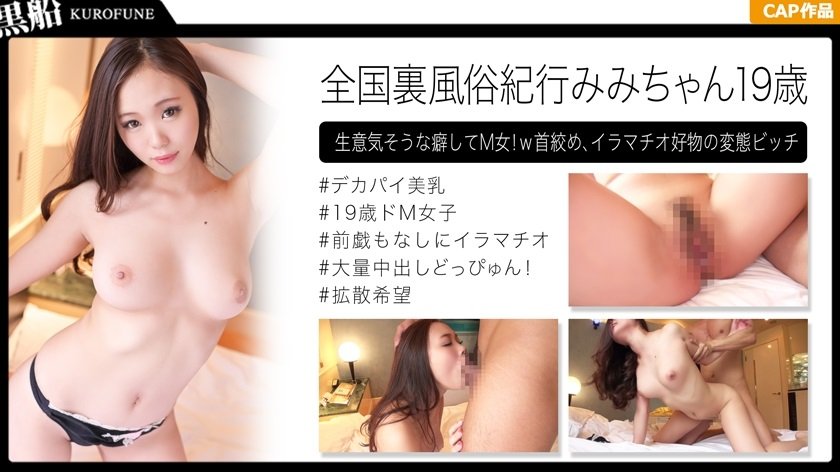 黒船 KUROFUNE
CAP作品
全国裏風俗紀行みみちゃん19歳
生意気そうな癖してM女!w首絞め、イラマチオ好物の変態ビッチ
#デカパイ美乳
#19歳ドM女子
#前戯もなしにイラマチオ
#大量中出しどっぴゅん!
#拡散希望